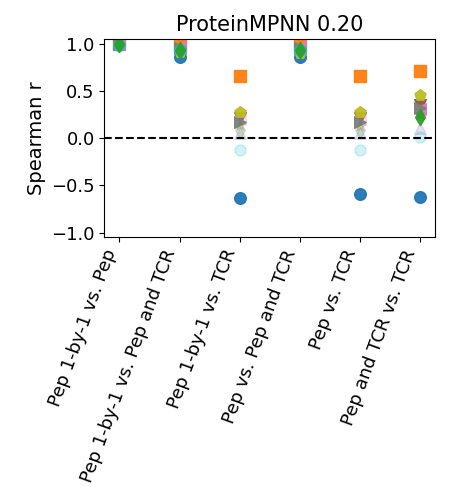 ProteinMPNN 0.20
Spearman r
1.0
0.5
0.0
−0.5
−1.0
Pep 1-by-1 vs. Pep
Pep 1-by-1 vs. Pep and TCR
Pep 1-by-1 vs. TCR
Pep vs. Pep and TCR
Pep vs. TCR
Pep and TCR vs. TCR